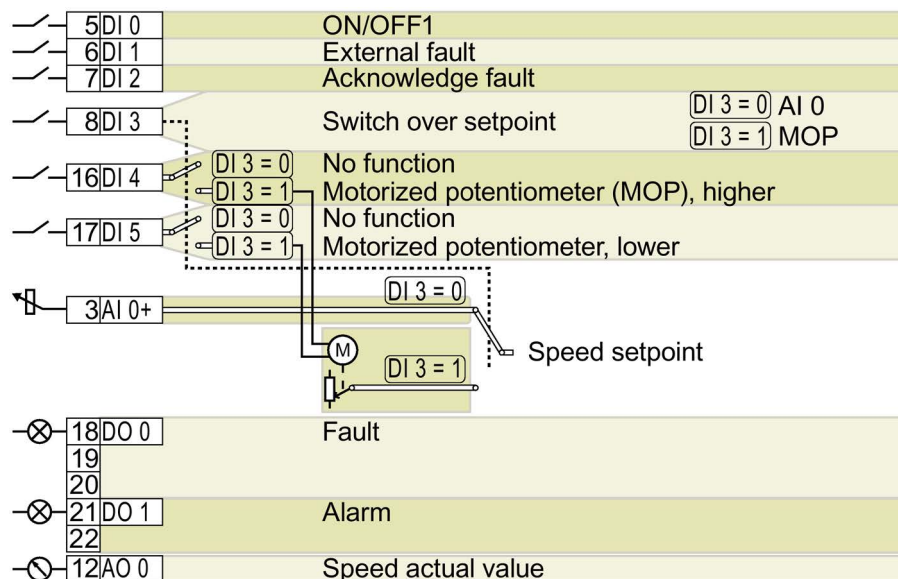 5 DI 0 ON/OFF1
6 DI 1 External fault
7 DI 2 Acknowledge fault
8 DI 3 Switch over setpoint DI 3 = 0 AI 0
DI 3 = 1 MOP
16 DI 4 DI 3 = 0 No function
DI 3 = 1 Motorized potentiometer (MOP), higher
17 DI 5 DI 3 = 0 No function
DI 3 = 1 Motorized potentiometer, lower
DI 3 = 0
3 AI 0+
M
Speed setpoint
DI 3 = 1
18 DO 0 Fault
19
20
21 DO 1 Alarm
22
12 AO 0 Speed actual value